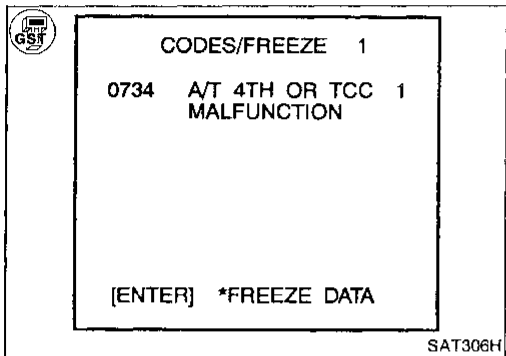 GST
CODES/FREEZE 1
0734 A/T 4TH OR TCC 1
MALFUNCTION
[ENTER] *FREEZE DATA
SAT306H